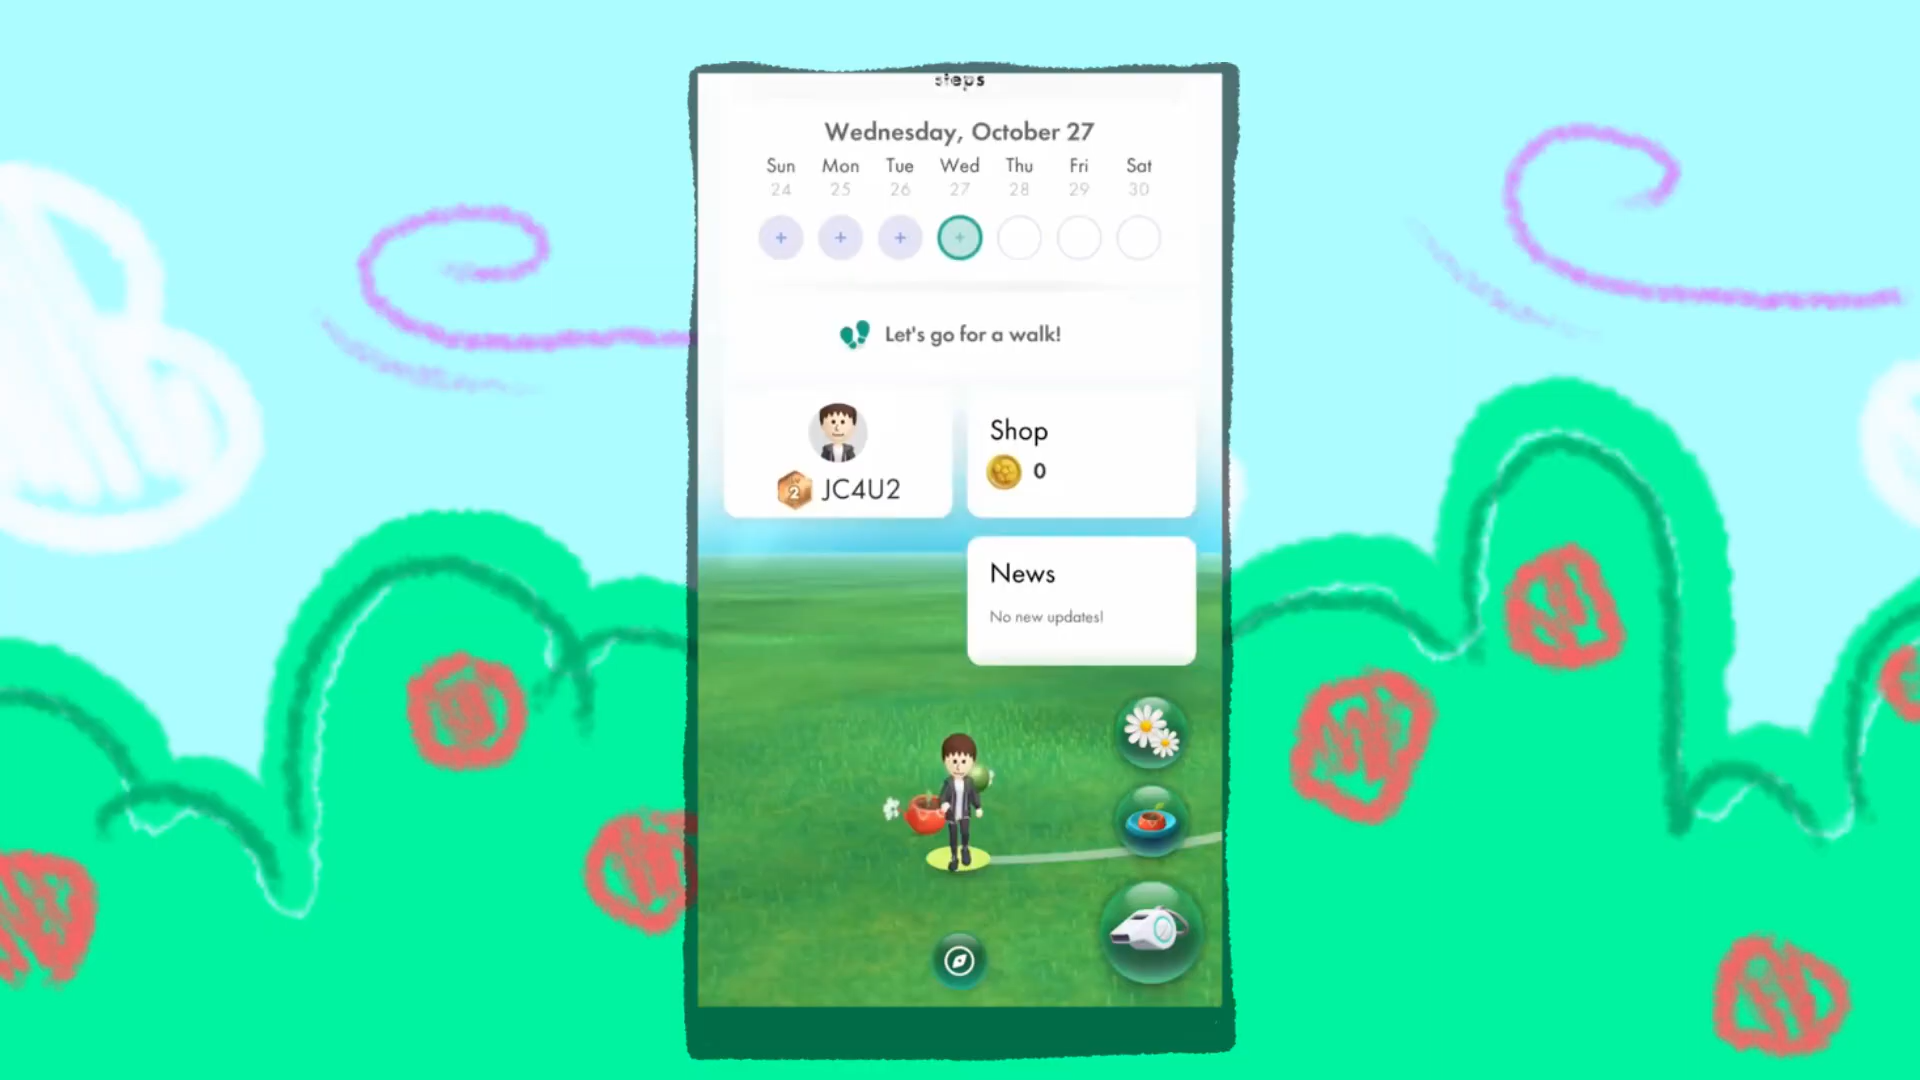 steps
Wednesday, October 27
Sun Mon Tue Wed Thu Fri Sat
24 25 26 27 28 29 30
+ + + +
Let's go for a walk!
2 JC4U2
Shop
0
News
No new updates!